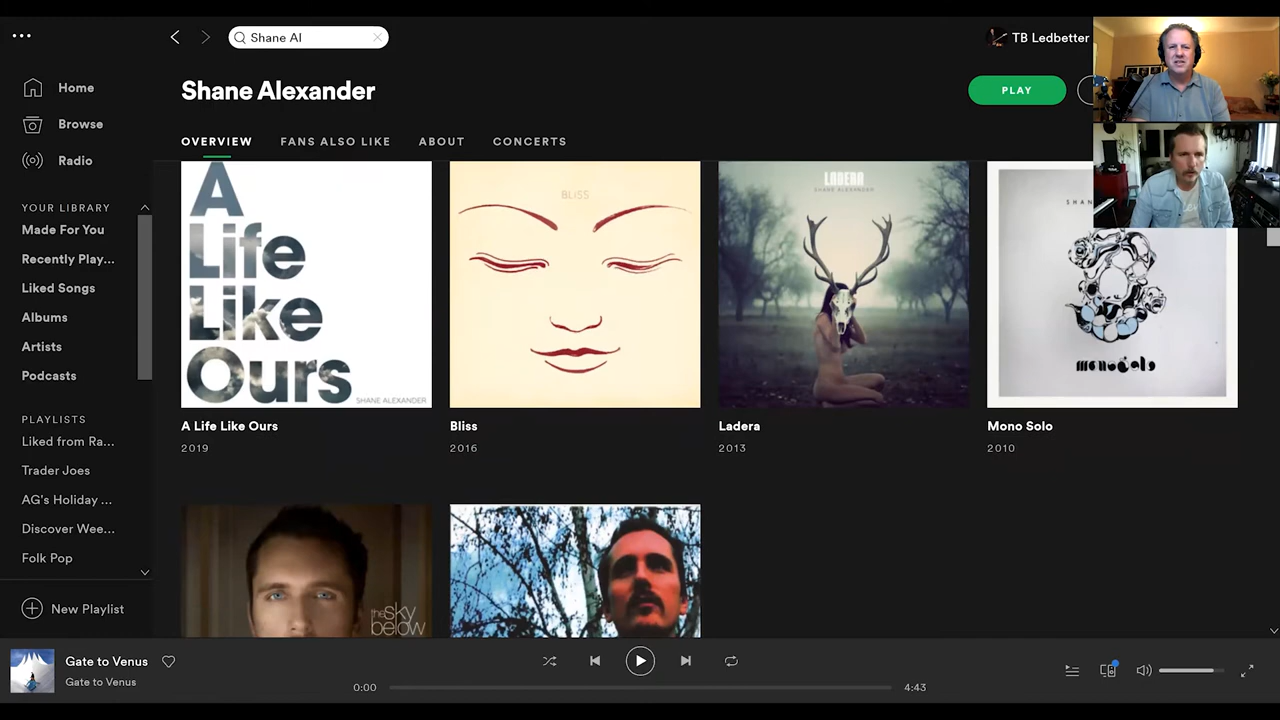 Shane Al
TB Ledbetter
Home
Browse
Radio
YOUR LIBRARY
Made For You
Recently Play...
Liked Songs
Albums
Artists
Podcasts
PLAYLISTS
Liked from Ra...
Trader Joes
AG's Holiday ...
Discover Wee...
Folk Pop
New Playlist
Shane Alexander
PLAY
OVERVIEW
FANS ALSO LIKE
ABOUT
CONCERTS
A
Life
Like
Ours
SHANE ALEXANDER
BLISS
LADERA
SHANE ALEXANDER
SHAN
monosolo
A Life Like Ours
2019
Bliss
2016
Ladera
2013
Mono Solo
2010
the SKY
below
Gate to Venus
Gate to Venus
0:00
4:43